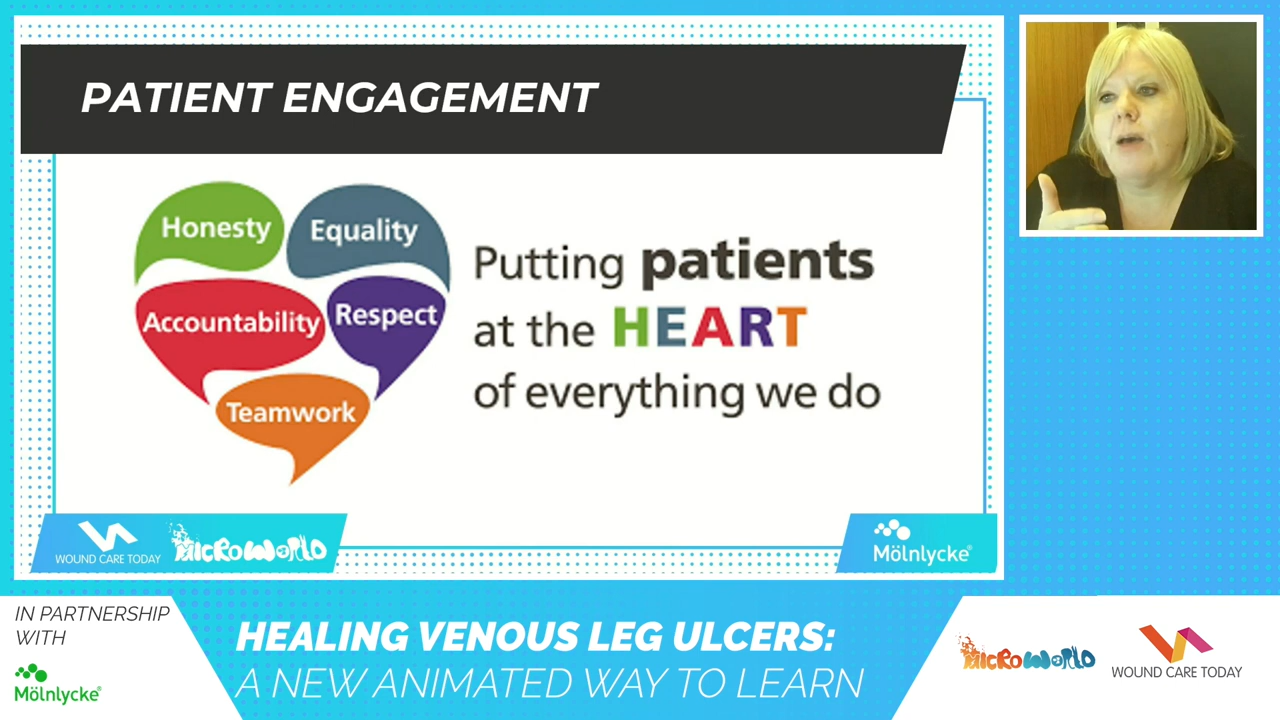 PATIENT ENGAGEMENT
Honesty
Equality
Accountability
Respect
Teamwork
Putting patients
at the HEART
of everything we do
WOUND CARE TODAY
MICROWORLD
Mölnlycke®
IN PARTNERSHIP
WITH
Mölnlycke®
HEALING VENOUS LEG ULCERS:
A NEW ANIMATED WAY TO LEARN
MICROWORLD
WOUND CARE TODAY